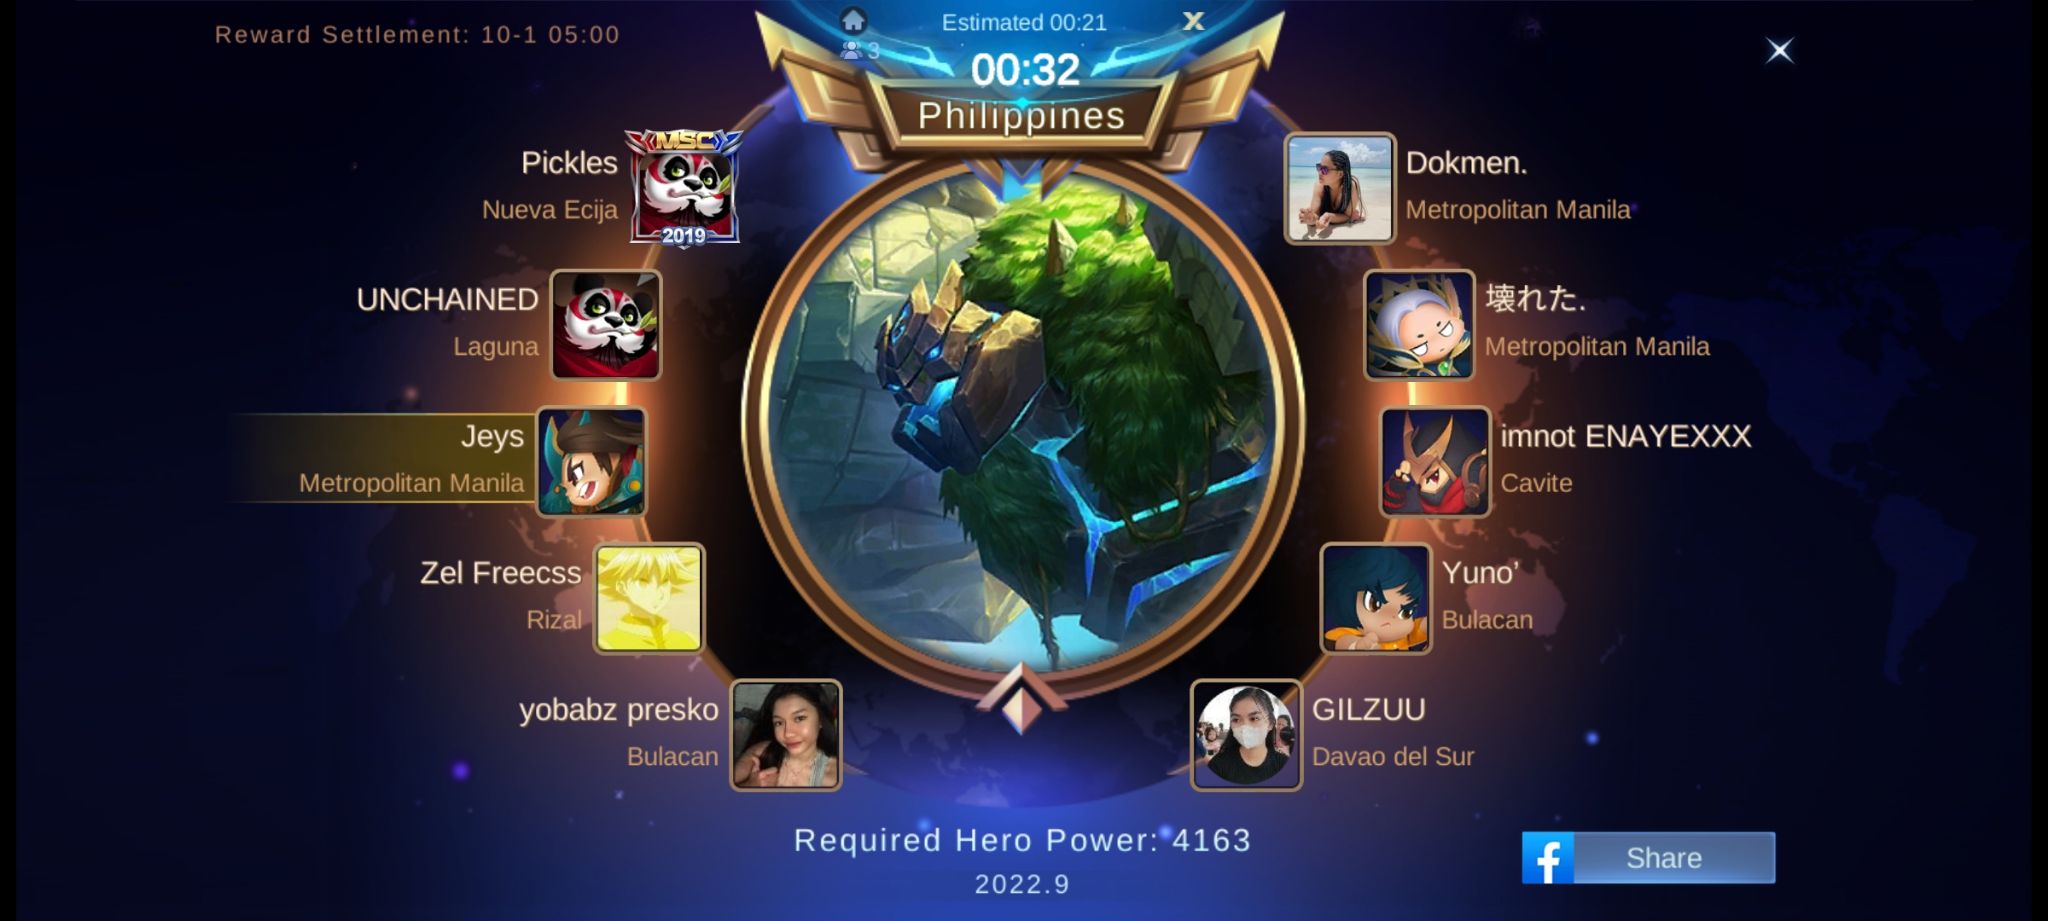 Reward Settlement: 10-1 05:00
Estimated 00:21
X
3
00:32
Philippines
Pickles
Nueva Ecija
MSC
2019
UNCHAINED
Laguna
Jeys
Metropolitan Manila
Zel Freecss
Rizal
yobabz presko
Bulacan
Dokmen.
Metropolitan Manila
壊れた.
Metropolitan Manila
imnot ENAYEXXX
Cavite
Yuno’
Bulacan
GILZUU
Davao del Sur
Required Hero Power: 4163
2022.9
f Share